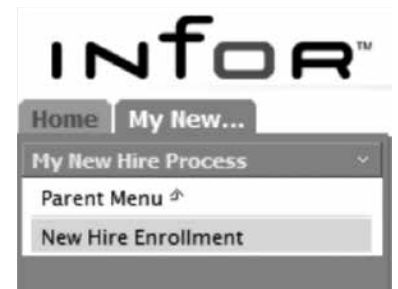 infor™
Home My New...
My New Hire Process
Parent Menu
New Hire Enrollment